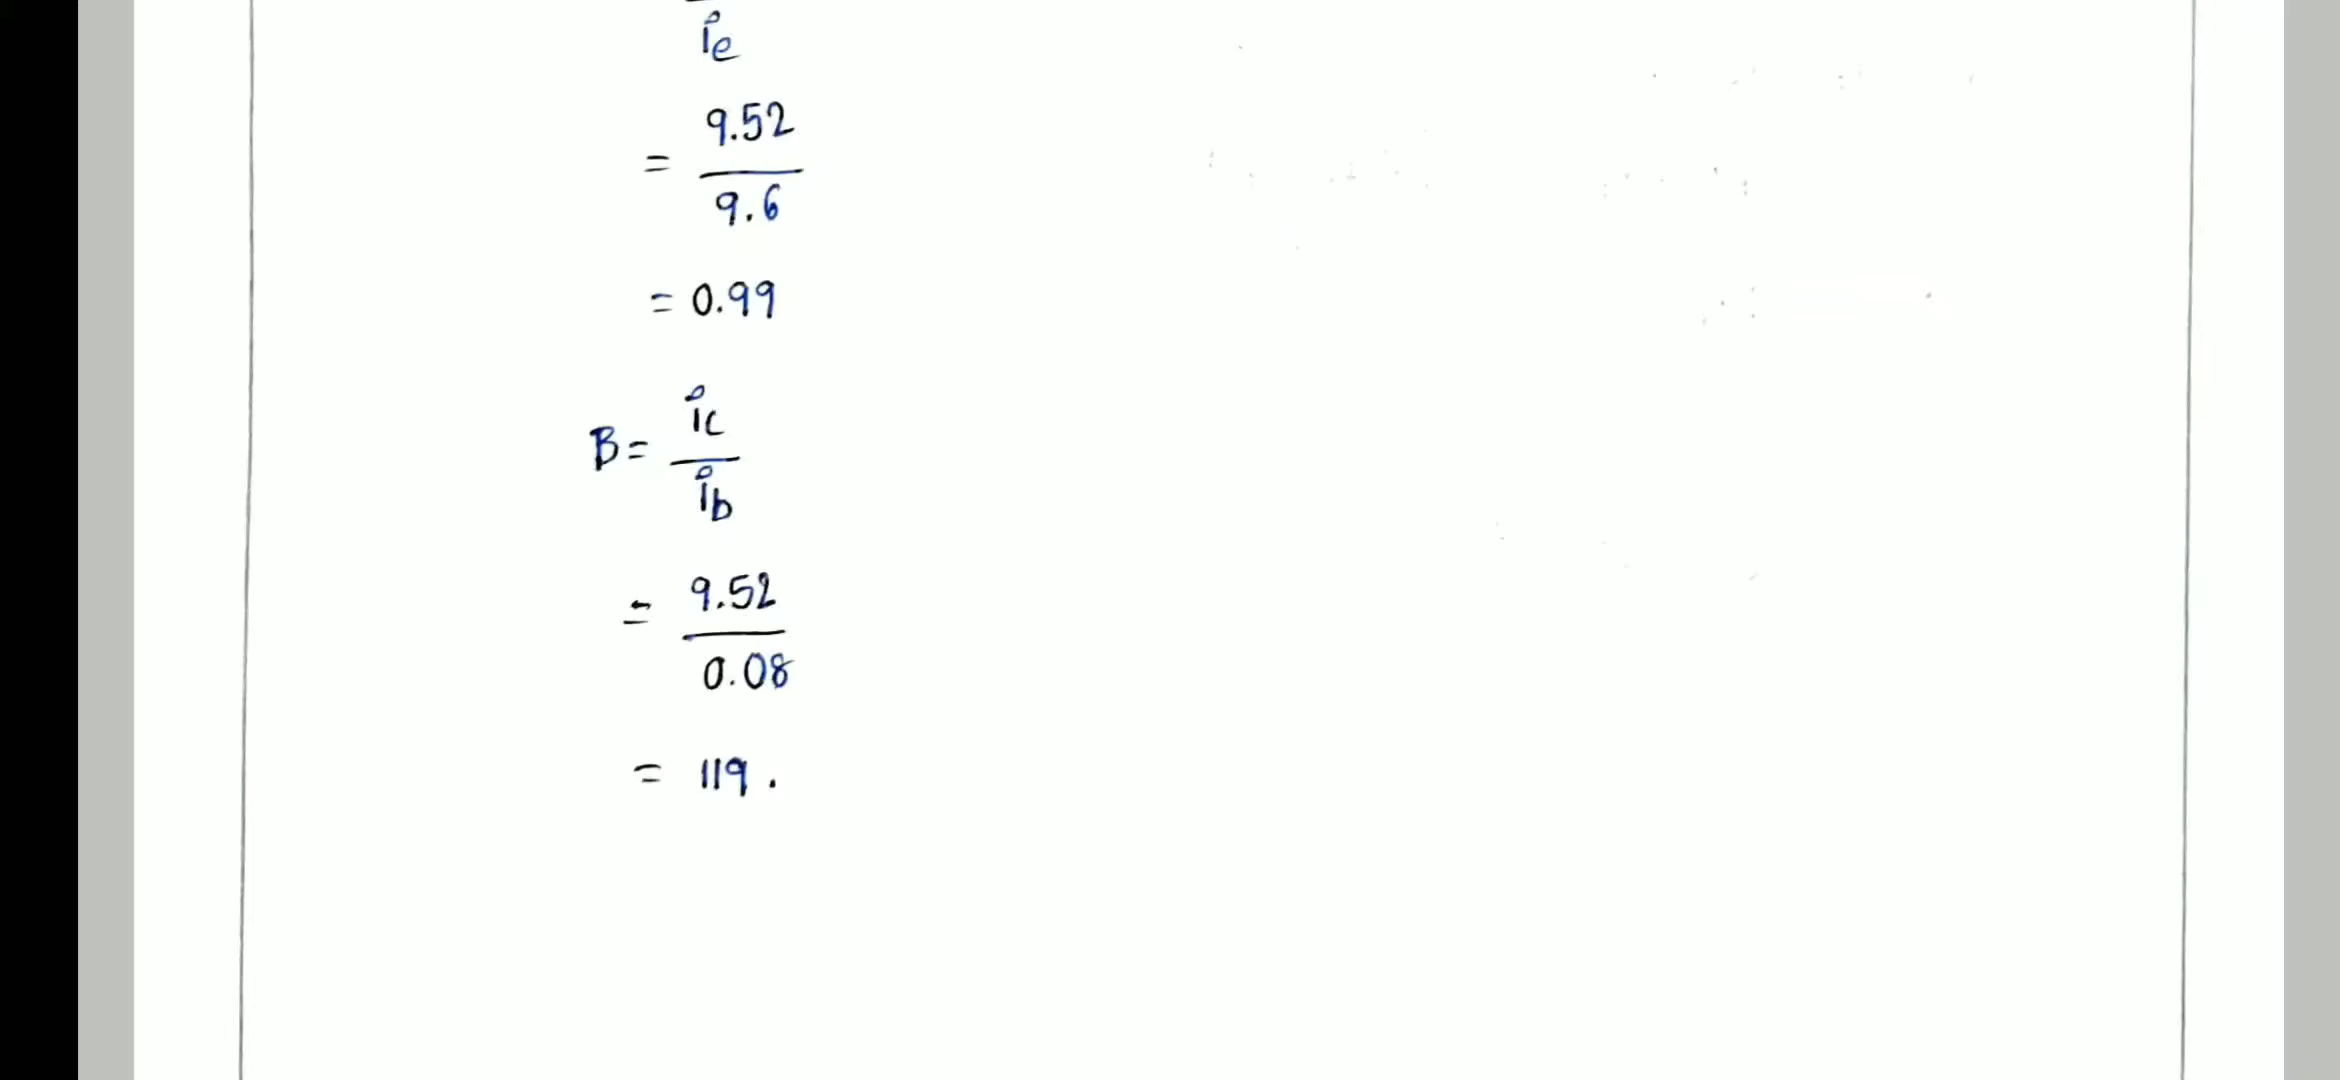 ie
= 9.52
9.6
= 0.99
B = ic
ib
= 9.52
0.08
= 119.